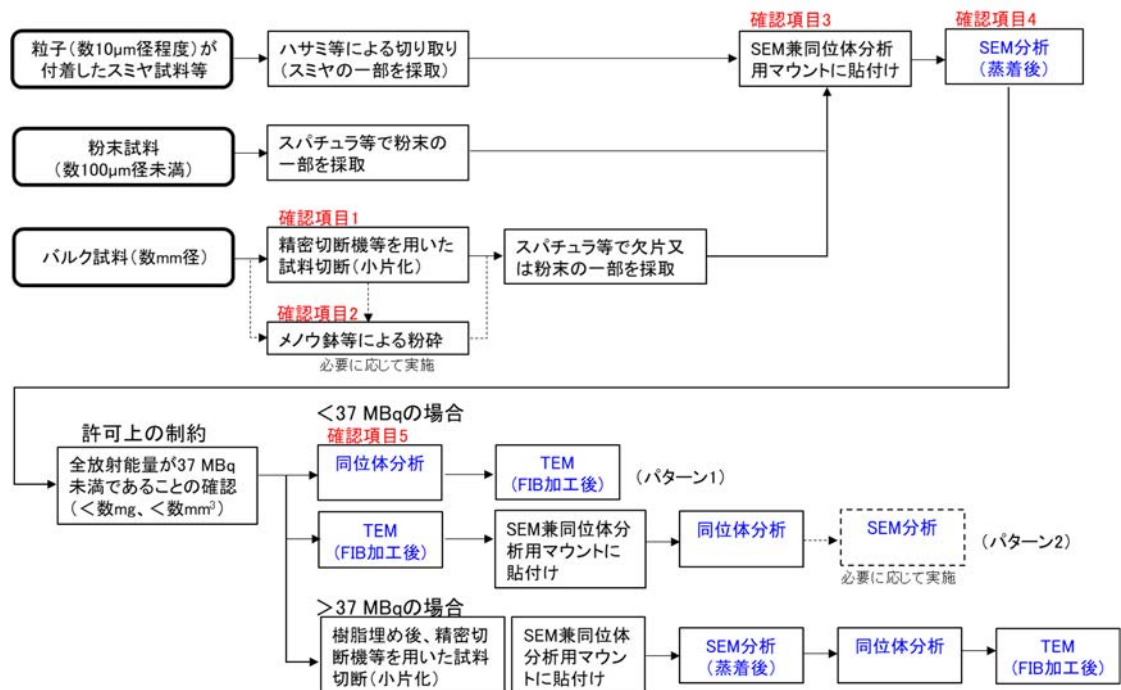 粒子(数10μm径程度)が
付着したスミヤ試料等
ハサミ等による切り取り
(スミヤの一部を採取)
確認項目3
SEM兼同位体分析
用マウントに貼付け
確認項目4
SEM分析
(蒸着後)
粉末試料
(数100μm径未満)
スパチュラ等で粉末の
一部を採取
バルク試料(数mm径)
確認項目1
精密切断機等を用いた
試料切断(小片化)
スパチュラ等で欠片又
は粉末の一部を採取
確認項目2
メノウ鉢等による粉砕
必要に応じて実施
許可上の制約
全放射能量が37 MBq
未満であることの確認
(<数mg、<数mm³)
<37 MBqの場合
確認項目5
同位体分析
TEM
(FIB加工後)
(パターン1)
TEM
(FIB加工後)
SEM兼同位体分
析用マウントに
貼付け
同位体分析
SEM分析
必要に応じて実施
(パターン2)
>37 MBqの場合
樹脂埋め後、精密切
断機等を用いた試料
切断(小片化)
SEM兼同位体
分析用マウン
トに貼付け
SEM分析
(蒸着後)
同位体分析
TEM
(FIB加工後)